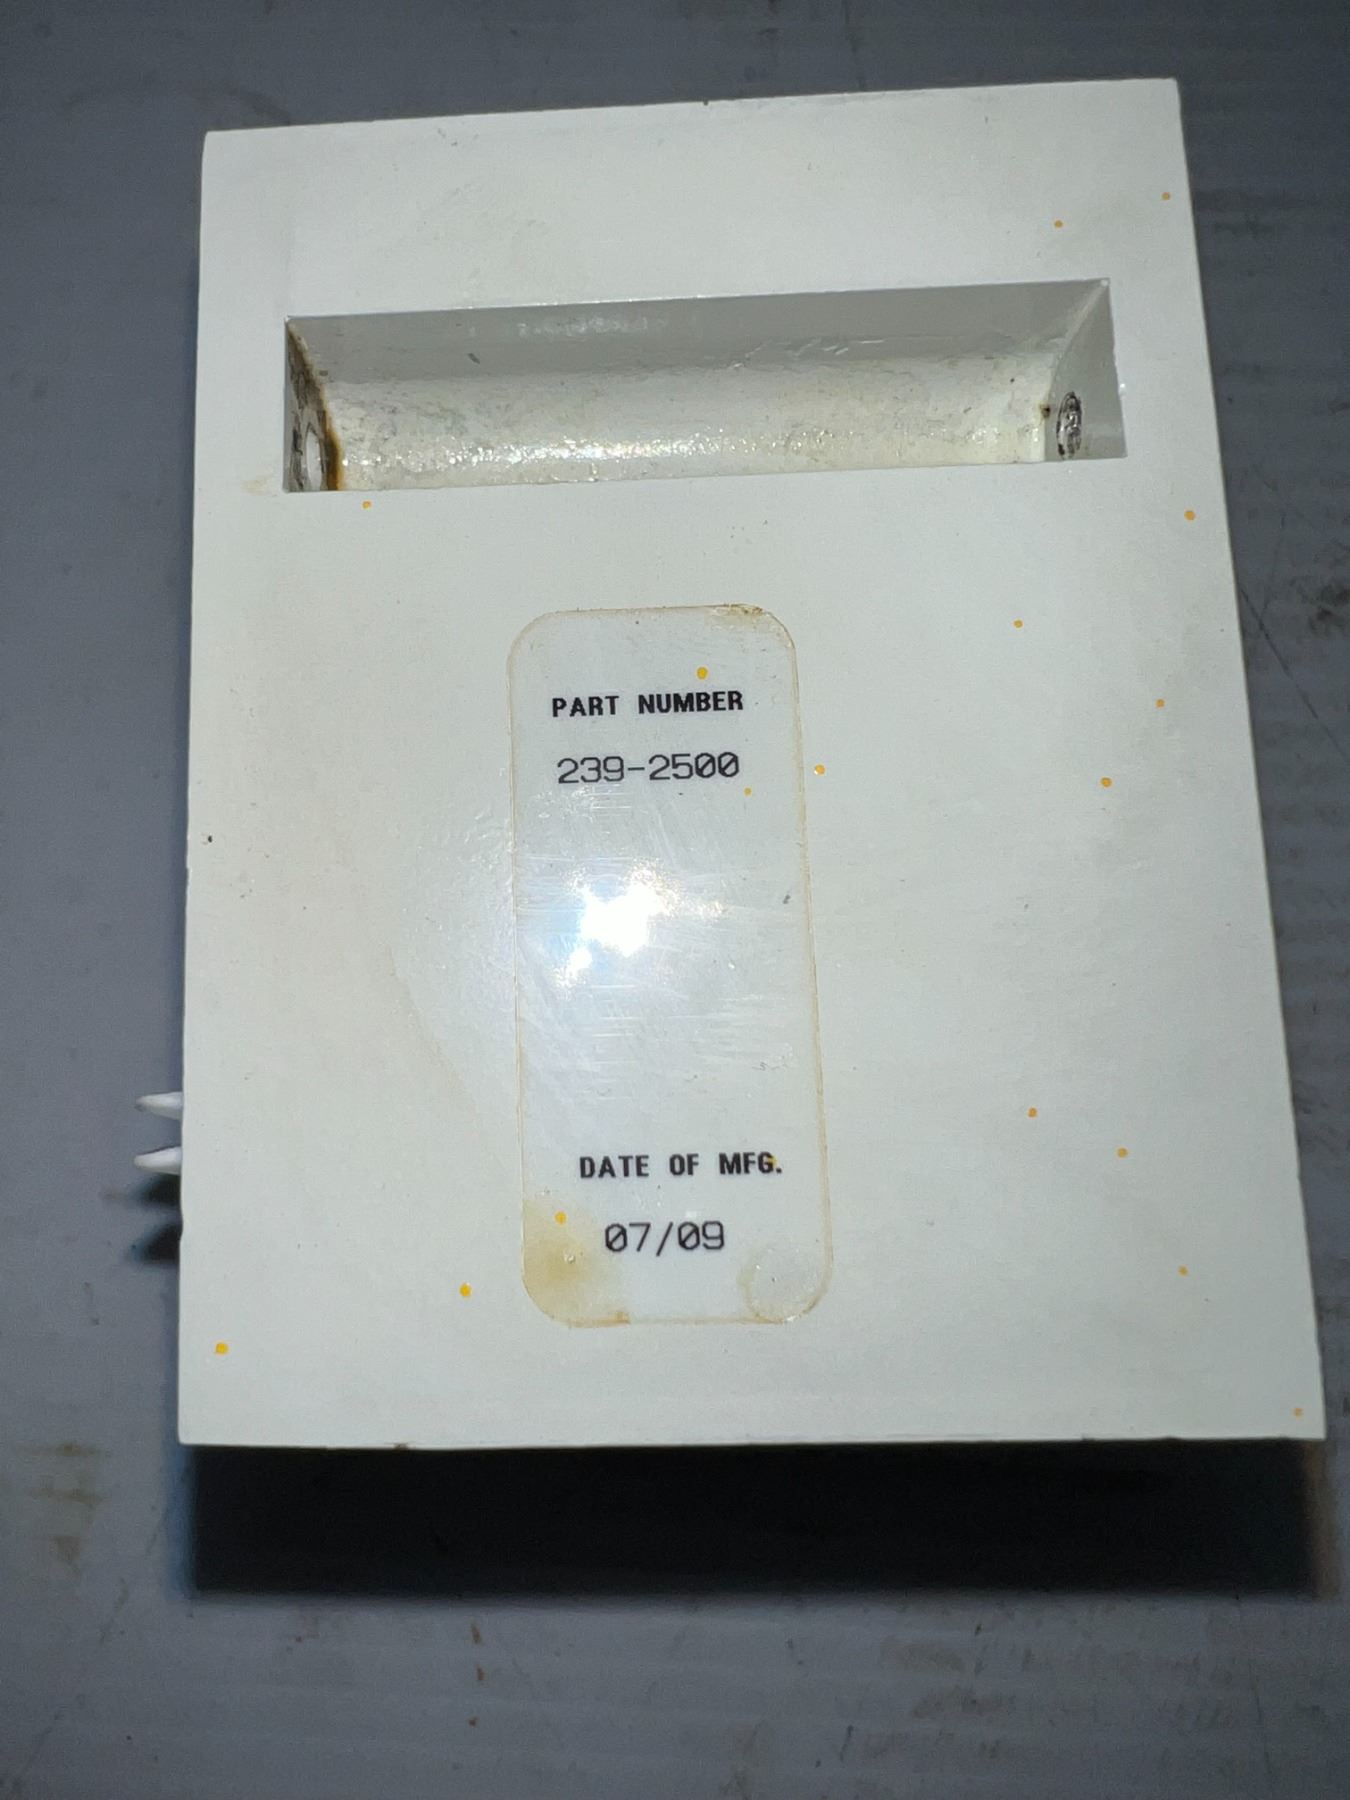 PART NUMBER
239-2500
DATE OF MFG.
07/09